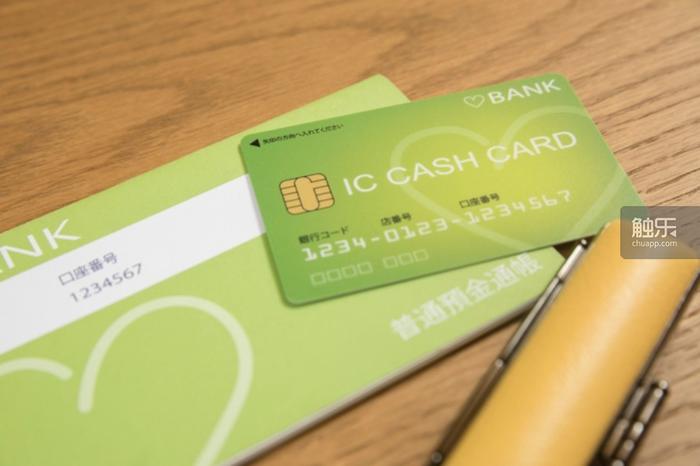 BANK
矢印の方向へ入れてください
IC CASH CARD
銀行コード 店番号 口座番号
1234-0123-1234567
□□□□ □□□
ANK
口座番号
1234567
普通預金通帳
触乐
chuapp.com